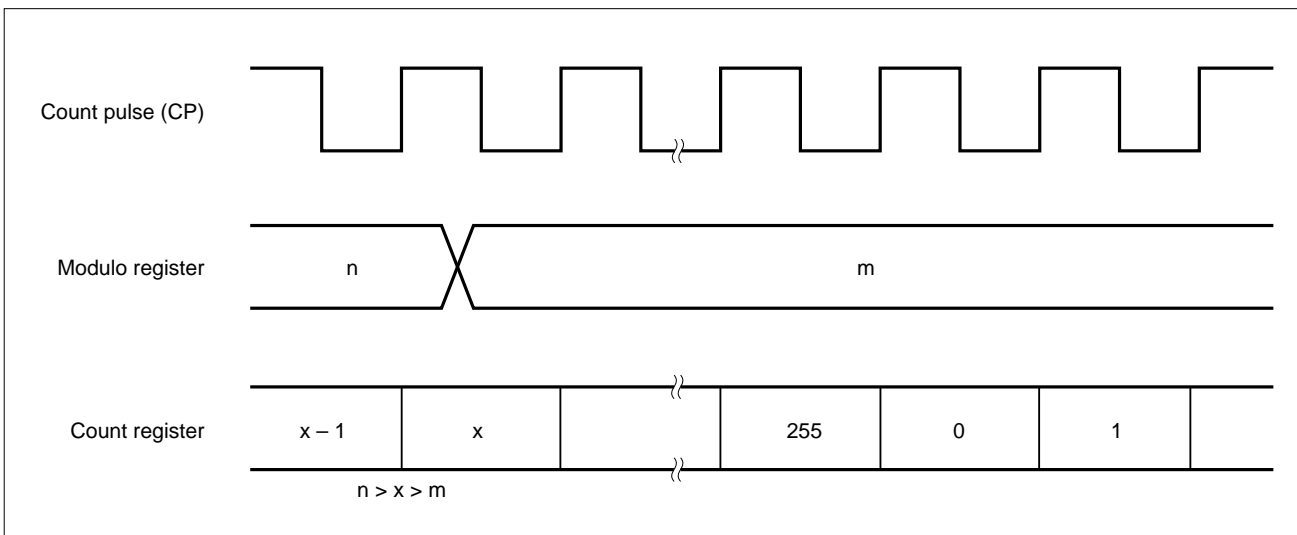 Count pulse (CP)
Modulo register
n
m
Count register
x – 1
x
255
0
1
n > x > m